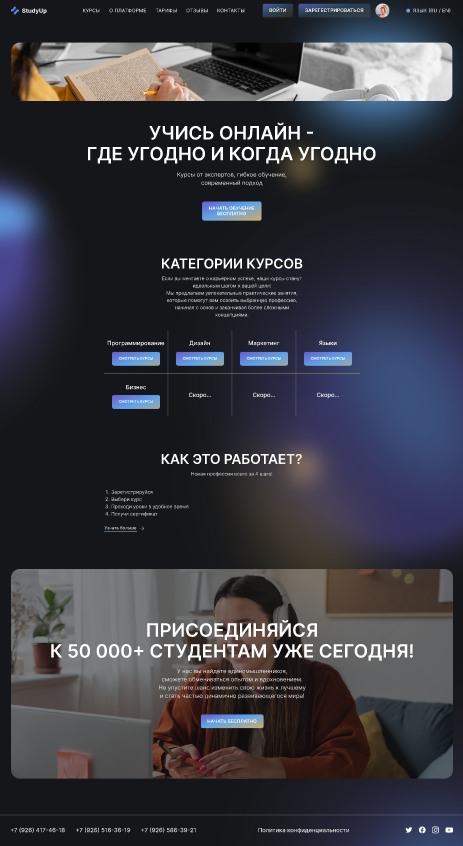 StudyUp
КУРСЫ О ПЛАТФОРМЕ ТАРИФЫ ОТЗЫВЫ КОНТАКТЫ
ВОЙТИ
ЗАРЕГЕСТРИРОВАТЬСЯ
ЯЗЫК (RU / EN)
УЧИСЬ ОНЛАЙН -
ГДЕ УГОДНО И КОГДА УГОДНО
Курсы от экспертов, гибкое обучение,
современный подход
НАЧАТЬ ОБУЧЕНИЕ
БЕСПЛАТНО
КАТЕГОРИИ КУРСОВ
Если вы мечтаете о карьерном успехе, наши курсы станут
идеальным шагом к вашей цели!
Мы предлагаем увлекательные практические занятия,
которые помогут вам освоить выбранную профессию,
начиная с основ и заканчивая более сложными
концепциями.
Программирование Дизайн Маркетинг Языки
СМОТРЕТЬ КУРСЫ СМОТРЕТЬ КУРСЫ СМОТРЕТЬ КУРСЫ СМОТРЕТЬ КУРСЫ
Бизнес
СМОТРЕТЬ КУРСЫ
Скоро... Скоро... Скоро...
КАК ЭТО РАБОТАЕТ?
Новая профессия всего за 4 шага!
1. Зарегистрируйся
2. Выбери курс
3. Проходи уроки в удобное время
4. Получи сертификат
Узнать больше
ПРИСОЕДИНЯЙСЯ
К 50 000+ СТУДЕНТАМ УЖЕ СЕГОДНЯ!
У нас вы найдете единомышленников,
сможете обмениваться опытом и вдохновением.
Не упустите шанс изменить свою жизнь к лучшему
и стать частью динамично развивающегося мира!
НАЧАТЬ БЕСПЛАТНО
+7 (926) 417-46-18 +7 (926) 516-36-19 +7 (926) 586-39-21
Политика конфиденциальности